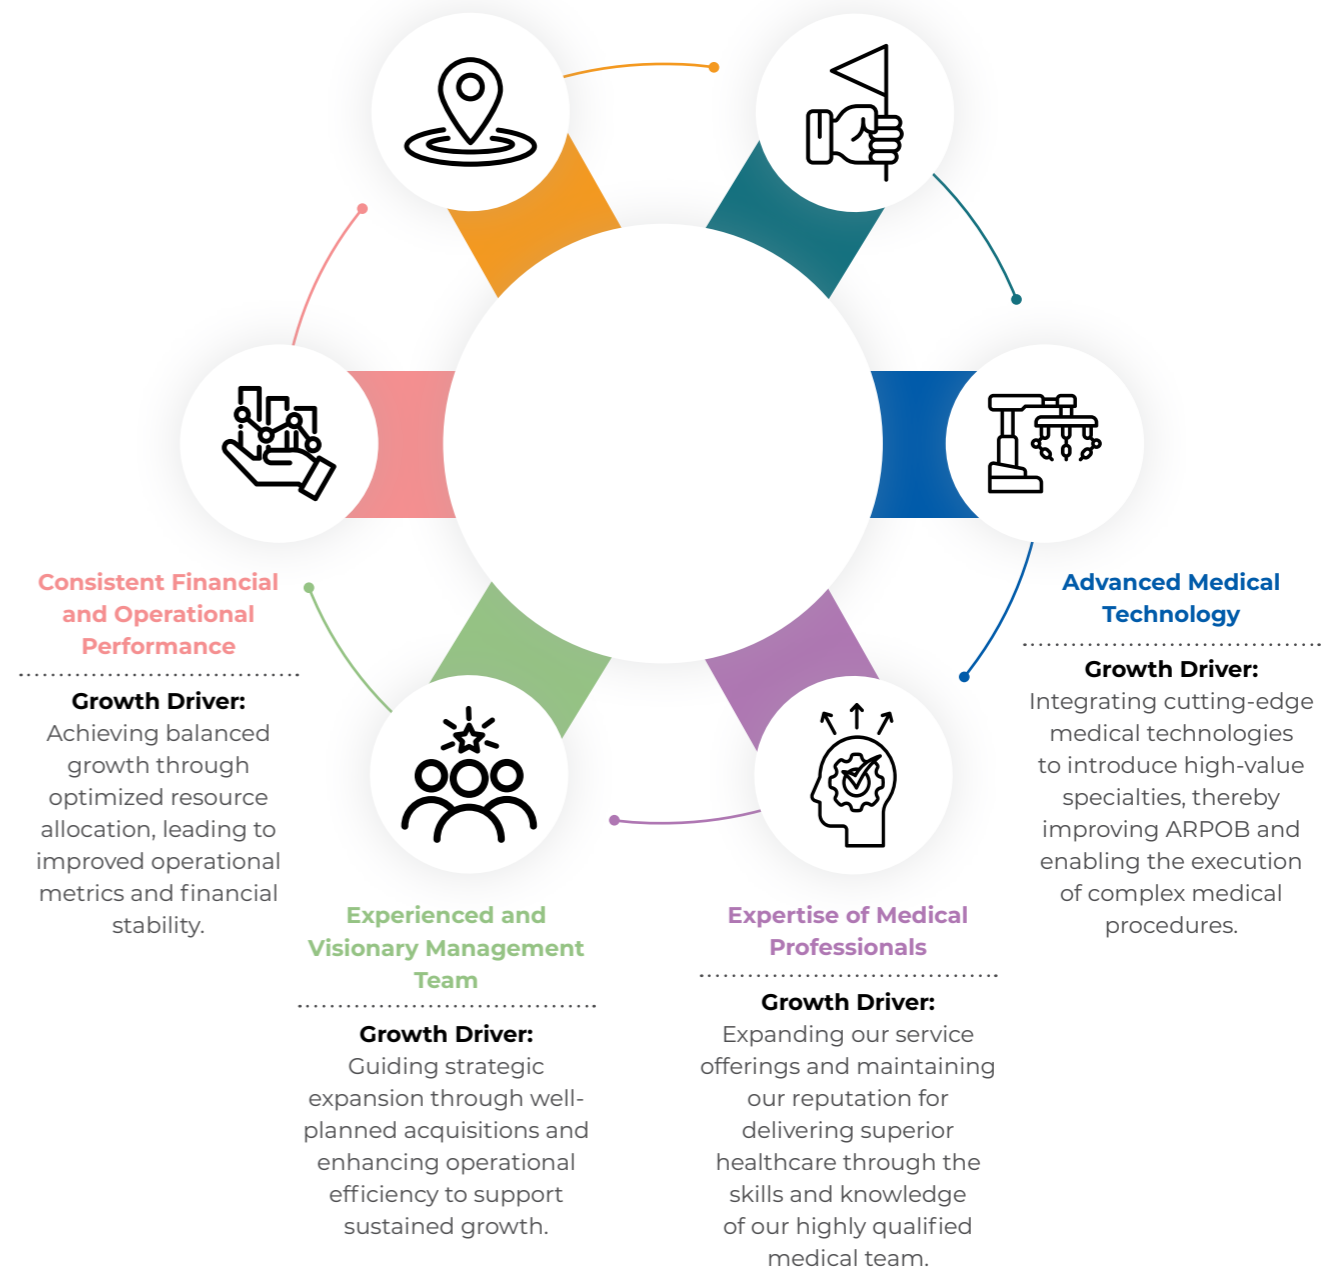 Consistent Financial
and Operational
Performance
Growth Driver:
Achieving balanced
growth through
optimized resource
allocation, leading to
improved operational
metrics and financial
stability.
Experienced and
Visionary Management
Team
Growth Driver:
Guiding strategic
expansion through well-
planned acquisitions and
enhancing operational
efficiency to support
sustained growth.
Expertise of Medical
Professionals
Growth Driver:
Expanding our service
offerings and maintaining
our reputation for
delivering superior
healthcare through the
skills and knowledge
of our highly qualified
medical team.
Advanced Medical
Technology
Growth Driver:
Integrating cutting-edge
medical technologies
to introduce high-value
specialties, thereby
improving ARPOB and
enabling the execution
of complex medical
procedures.